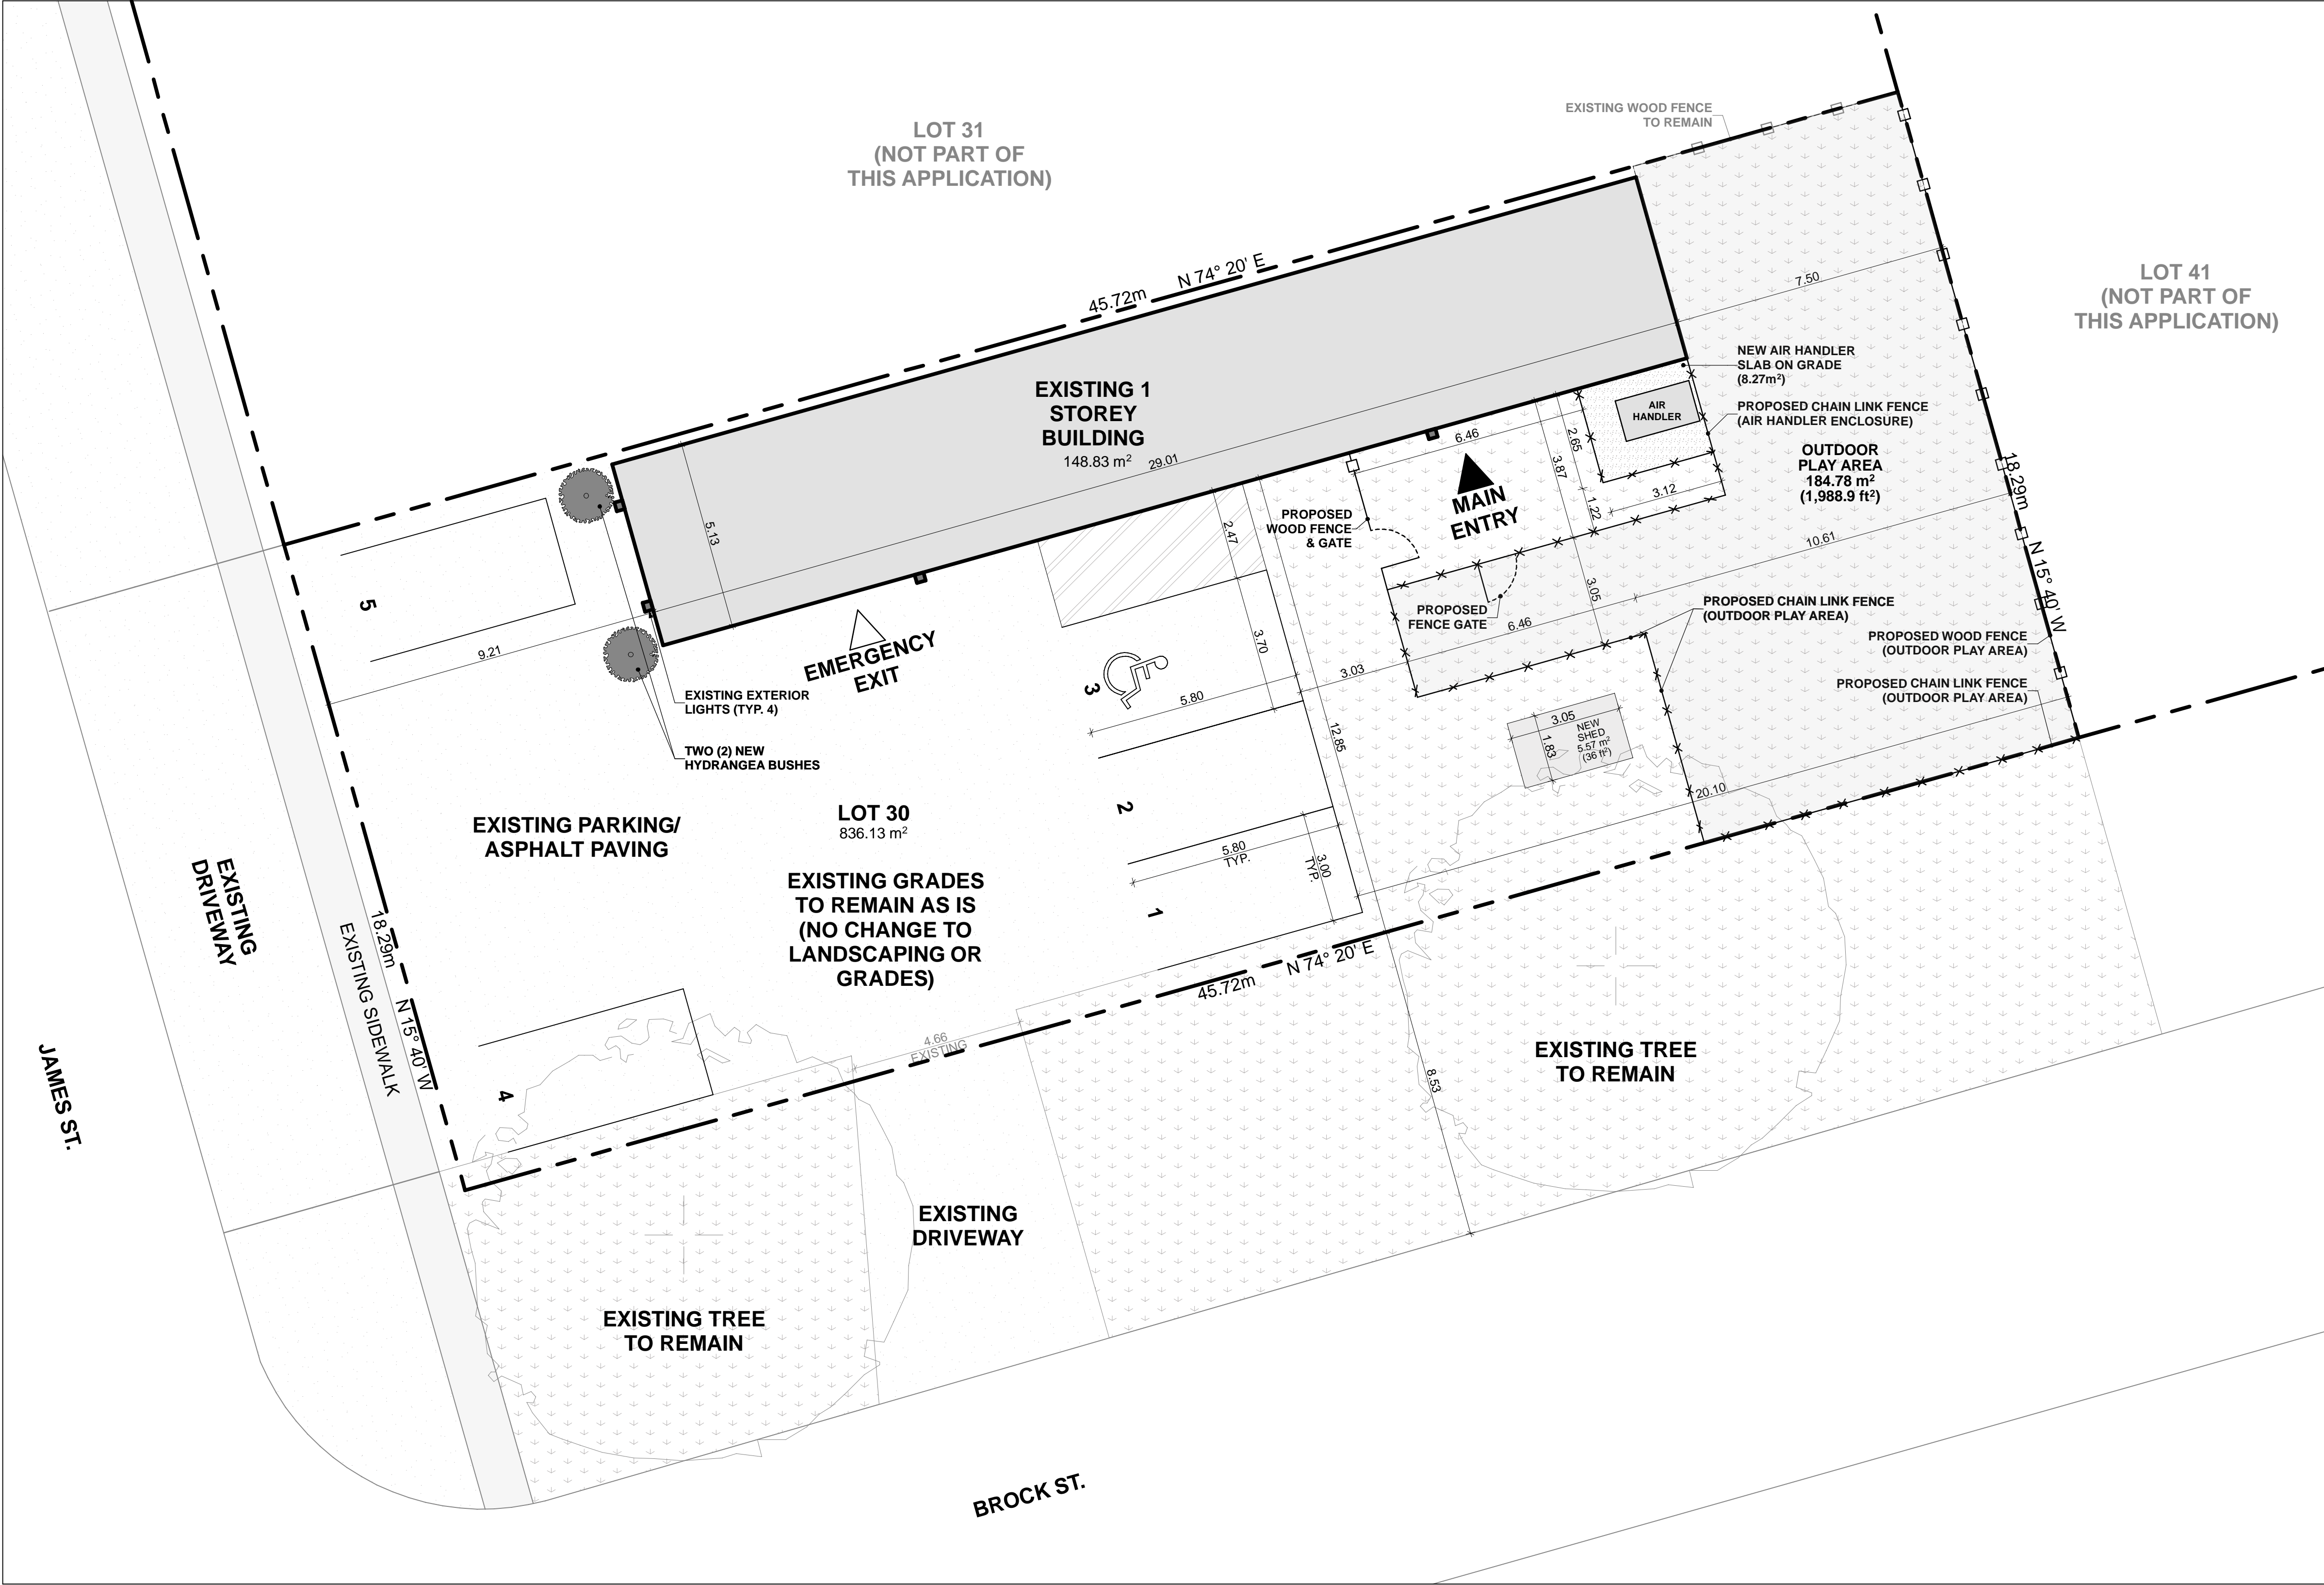 EXISTING WOOD FENCE
TO REMAIN
LOT 31
(NOT PART OF
THIS APPLICATION)
LOT 41
(NOT PART OF
THIS APPLICATION)
45.72m
N 74° 20' E
7.50
NEW AIR HANDLER
SLAB ON GRADE
(8.27m²)
PROPOSED CHAIN LINK FENCE
(AIR HANDLER ENCLOSURE)
AIR
HANDLER
OUTDOOR
PLAY AREA
184.78 m²
(1,988.9 ft²)
18.29m
N 15° 40' W
EXISTING 1
STOREY
BUILDING
148.83 m²
29.01
5.13
6.46
2.65
3.87
1.22
3.12
MAIN
ENTRY
PROPOSED
WOOD FENCE
& GATE
2.47
10.61
3.05
PROPOSED
FENCE GATE
6.46
PROPOSED CHAIN LINK FENCE
(OUTDOOR PLAY AREA)
PROPOSED WOOD FENCE
(OUTDOOR PLAY AREA)
PROPOSED CHAIN LINK FENCE
(OUTDOOR PLAY AREA)
5
9.21
EMERGENCY
EXIT
3.70
3.03
3
5.80
EXISTING EXTERIOR
LIGHTS (TYP. 4)
TWO (2) NEW
HYDRANGEA BUSHES
12.85
3.05
1.83
NEW
SHED
5.57 m²
(36 ft²)
20.10
2
EXISTING PARKING/
ASPHALT PAVING
LOT 30
836.13 m²
5.80
TYP.
3.00
TYP.
1
EXISTING GRADES
TO REMAIN AS IS
(NO CHANGE TO
LANDSCAPING OR
GRADES)
EXISTING
DRIVEWAY
EXISTING SIDEWALK
18.29m
N 15° 40' W
45.72m
N 74° 20' E
4.66
EXISTING
4
8.53
EXISTING TREE
TO REMAIN
JAMES ST.
EXISTING
DRIVEWAY
EXISTING TREE
TO REMAIN
BROCK ST.